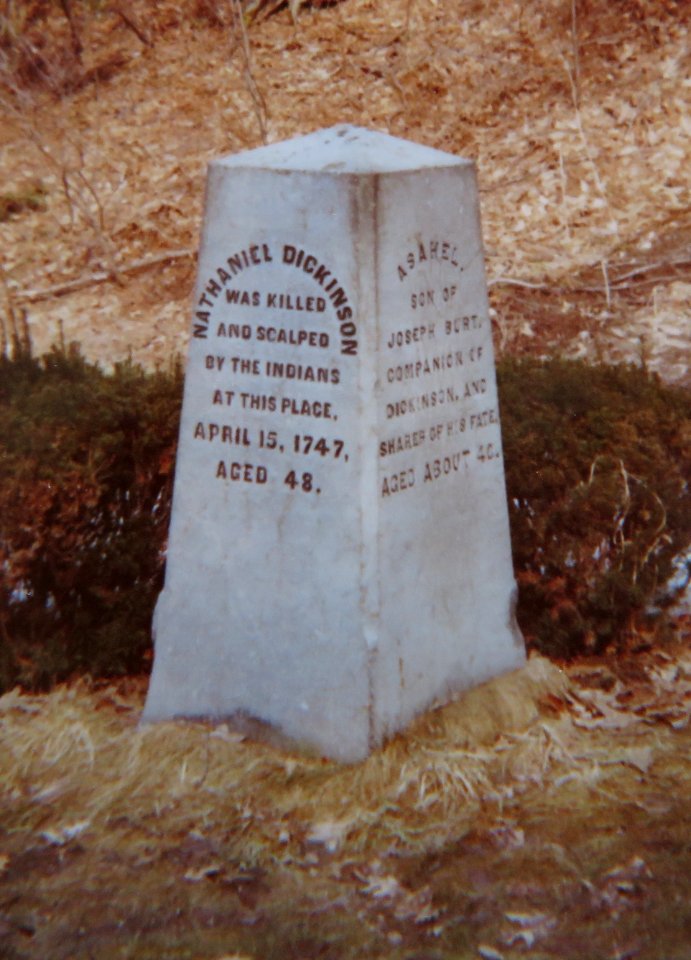 NATHANIEL DICKINSON
WAS KILLED
AND SCALPED
BY THE INDIANS
AT THIS PLACE,
APRIL 15, 1747,
AGED 48.
ASAHEL.
SON OF
JOSEPH BURT.
COMPANION OF
DICKINSON, AND
SHARER OF HIS FATE,
AGED ABOUT 40.